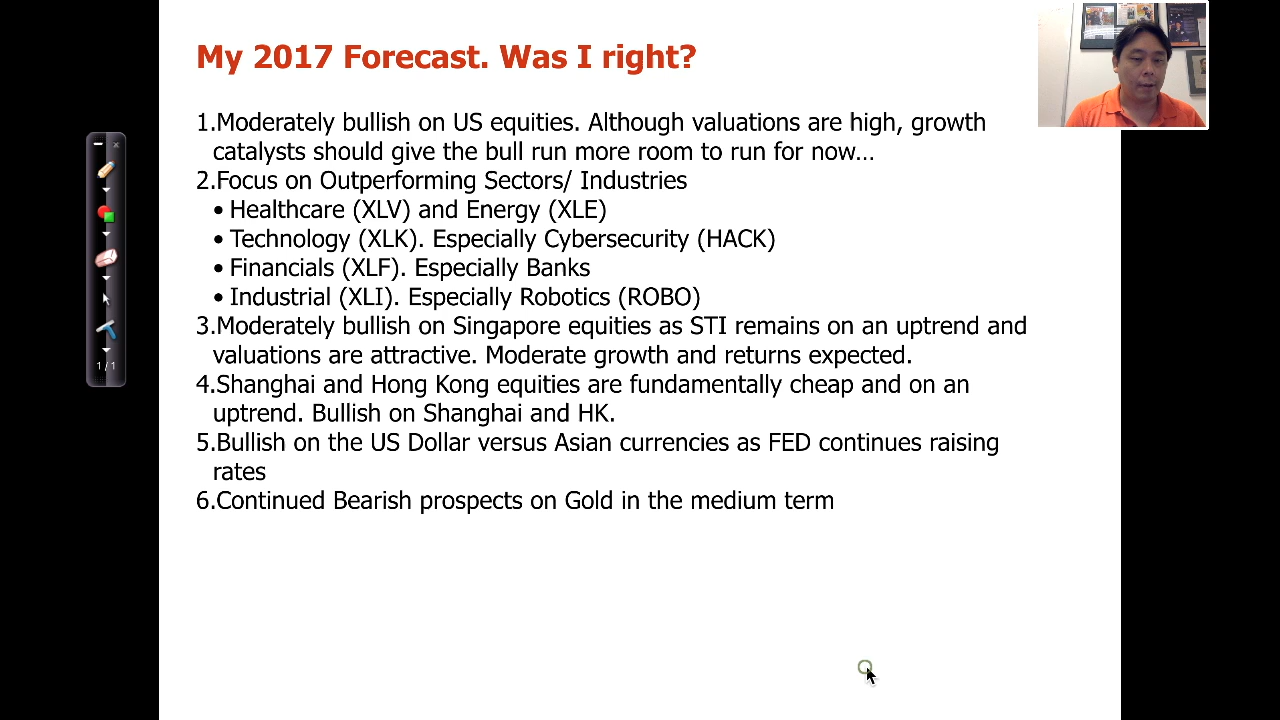 My 2017 Forecast. Was I right?
1.Moderately bullish on US equities. Although valuations are high, growth
catalysts should give the bull run more room to run for now...
2.Focus on Outperforming Sectors/ Industries
• Healthcare (XLV) and Energy (XLE)
• Technology (XLK). Especially Cybersecurity (HACK)
• Financials (XLF). Especially Banks
• Industrial (XLI). Especially Robotics (ROBO)
3.Moderately bullish on Singapore equities as STI remains on an uptrend and
valuations are attractive. Moderate growth and returns expected.
4.Shanghai and Hong Kong equities are fundamentally cheap and on an
uptrend. Bullish on Shanghai and HK.
5.Bullish on the US Dollar versus Asian currencies as FED continues raising
rates
6.Continued Bearish prospects on Gold in the medium term
1/1